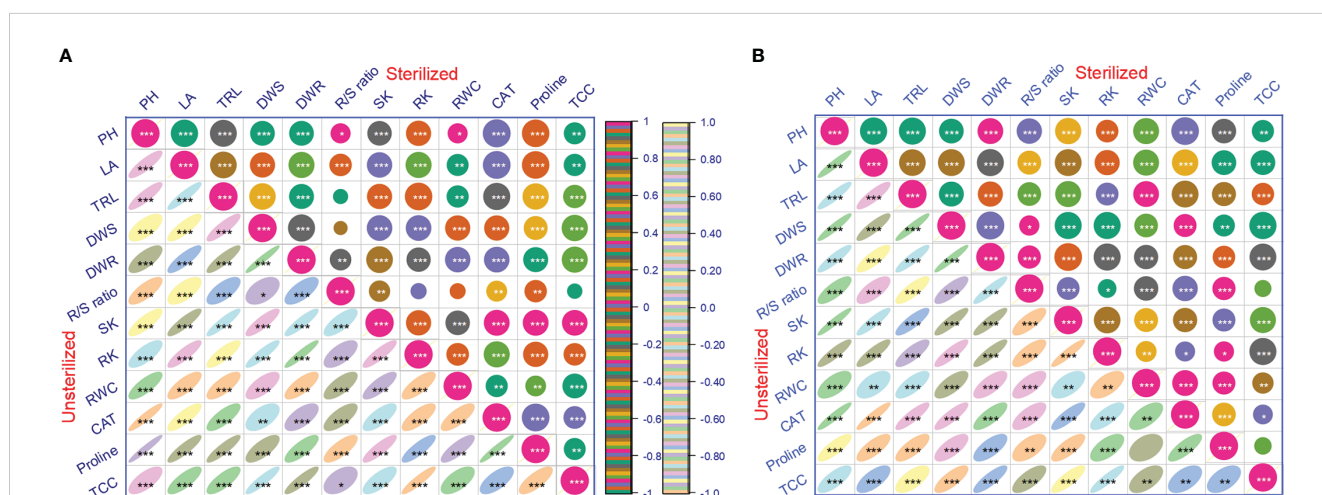 A
Sterilized
PH LA TRL DWS DWR R/S ratio SK RK RWC CAT Proline TCC
PH *** *** *** *** *** * *** *** * *** *** **
LA *** *** *** *** *** *** *** *** ** *** *** **
TRL *** *** *** *** *** *** *** ** *** *** ***
DWS *** *** *** *** *** *** *** *** *** *** ***
DWR *** *** *** *** *** ** *** *** *** *** *** ***
R/S ratio *** *** *** * *** *** ** ** **
SK *** *** *** *** *** *** *** *** *** *** *** ***
RK *** *** *** *** *** *** *** *** *** *** *** ***
RWC *** *** *** *** *** *** *** *** *** ** ** ***
CAT *** *** *** ** *** *** *** *** *** *** *** ***
Proline *** *** *** *** *** *** *** *** *** *** *** **
TCC *** *** *** *** *** * *** *** *** *** *** ***
Unsterilized
1
0.8
0.6
0.4
0.2
0
-0.2
-0.4
-0.6
-0.8
-1
1.0
0.80
0.60
0.40
0.20
0.0
-0.20
-0.40
-0.60
-0.80
-1.0
B
Sterilized
PH LA TRL DWS DWR R/S ratio SK RK RWC CAT Proline TCC
PH *** *** *** *** *** *** *** *** *** *** *** **
LA *** *** *** *** *** *** *** *** *** *** *** ***
TRL *** *** *** *** *** *** *** *** *** *** *** ***
DWS *** *** *** *** *** * *** *** *** *** ** ***
DWR *** *** *** *** *** *** *** *** *** *** *** ***
R/S ratio *** *** *** *** *** *** *** * *** *** ***
SK *** *** *** *** *** *** *** *** *** *** *** ***
RK *** *** *** *** *** *** *** *** ** * * ***
RWC *** ** *** *** *** *** ** ** *** *** *** **
CAT *** *** *** *** *** *** *** *** ** *** *** *
Proline *** *** *** *** *** ** *** *** *** ***
TCC *** *** *** *** *** *** *** *** *** ** ** ***
Unsterilized